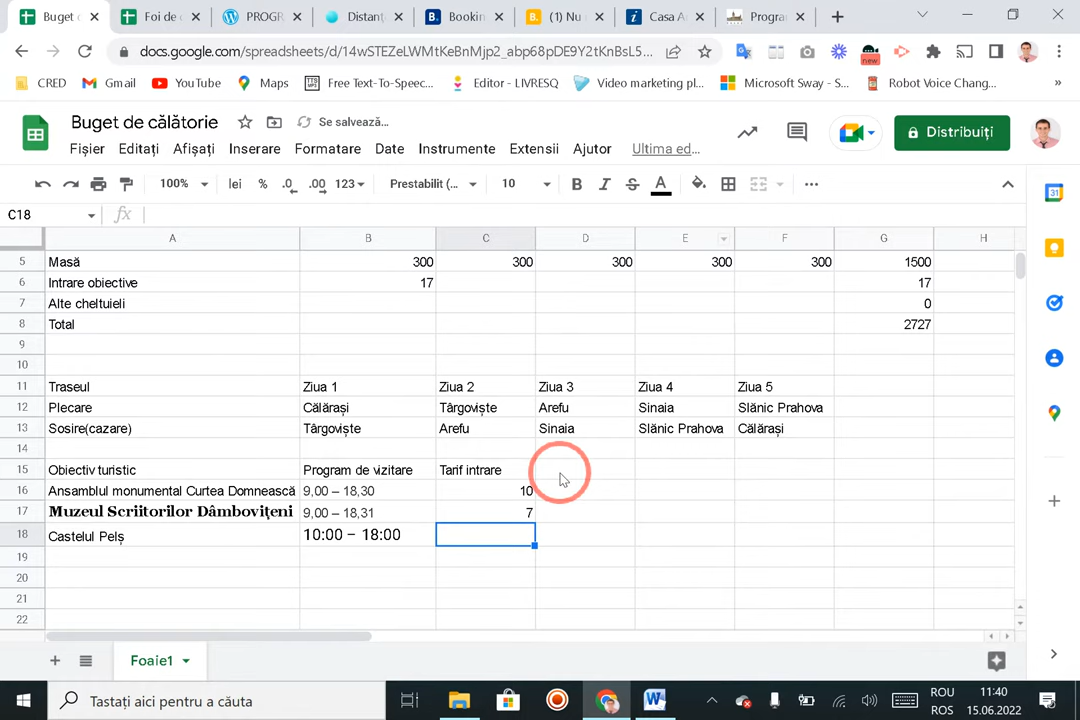 Buget c
Foi de c
PROGR
Distanț
Bookin
(1) Nu
Casa A
Progra
docs.google.com/spreadsheets/d/14wSTEZeLWMtKeBnMjp2_abp68pDE9Y2tKnBsL5...
new
CRED
Gmail
YouTube
Maps
Free Text-To-Speec...
Editor - LIVRESQ
Video marketing pl...
Microsoft Sway - S...
Robot Voice Chang...
»
Buget de călătorie
Se salvează...
Distribuiți
Fișier Editați Afișați Inserare Formatare Date Instrumente Extensii Ajutor Ultima ed...
100% lei % .0 .00 123 Prestabilit (... 10 B I S A
C18 fx
A B C D E F G H
5 Masă 300 300 300 300 300 1500
6 Intrare obiective 17 17
7 Alte cheltuieli 0
8 Total 2727
9
10
11 Traseul Ziua 1 Ziua 2 Ziua 3 Ziua 4 Ziua 5
12 Plecare Călărași Târgoviște Arefu Sinaia Slănic Prahova
13 Sosire(cazare) Târgoviște Arefu Sinaia Slănic Prahova Călărași
14
15 Obiectiv turistic Program de vizitare Tarif intrare
16 Ansamblul monumental Curtea Domnească 9,00 – 18,30 10
17 Muzeul Scriitorilor Dâmbovițeni 9,00 – 18,31 7
18 Castelul Pelș 10:00 – 18:00
19
20
21
22
Foaie1
31
Tastați aici pentru a căuta
ROU
ROS
11:40
15.06.2022